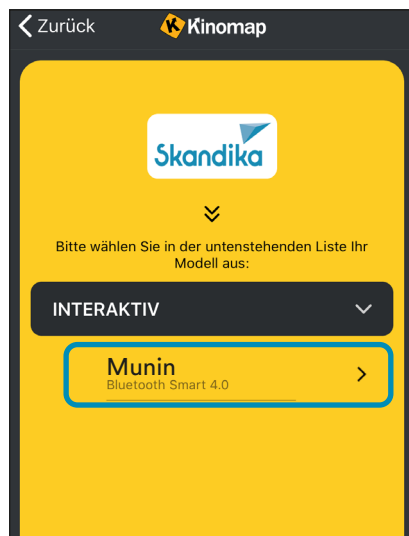 Zurück
Kinomap
Skandika
Bitte wählen Sie in der untenstehenden Liste Ihr
Modell aus:
INTERAKTIV
Munin
Bluetooth Smart 4.0